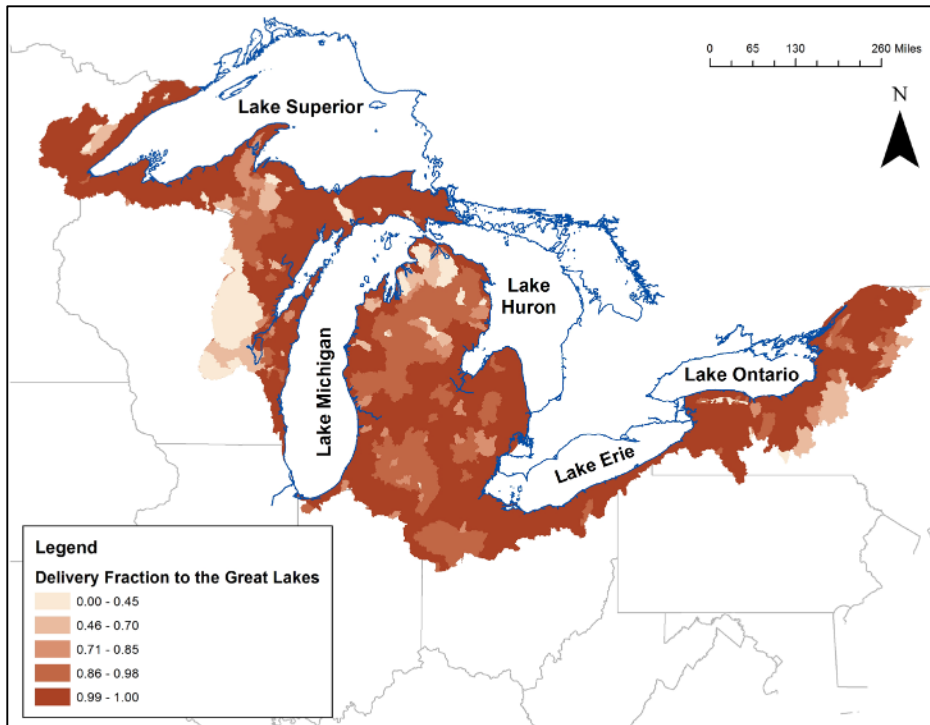 0 65 130 260 Miles
N
Lake Superior
Lake
Huron
Lake Michigan
Lake Ontario
Lake Erie
Legend
Delivery Fraction to the Great Lakes
0.00 - 0.45
0.46 - 0.70
0.71 - 0.85
0.86 - 0.98
0.99 - 1.00